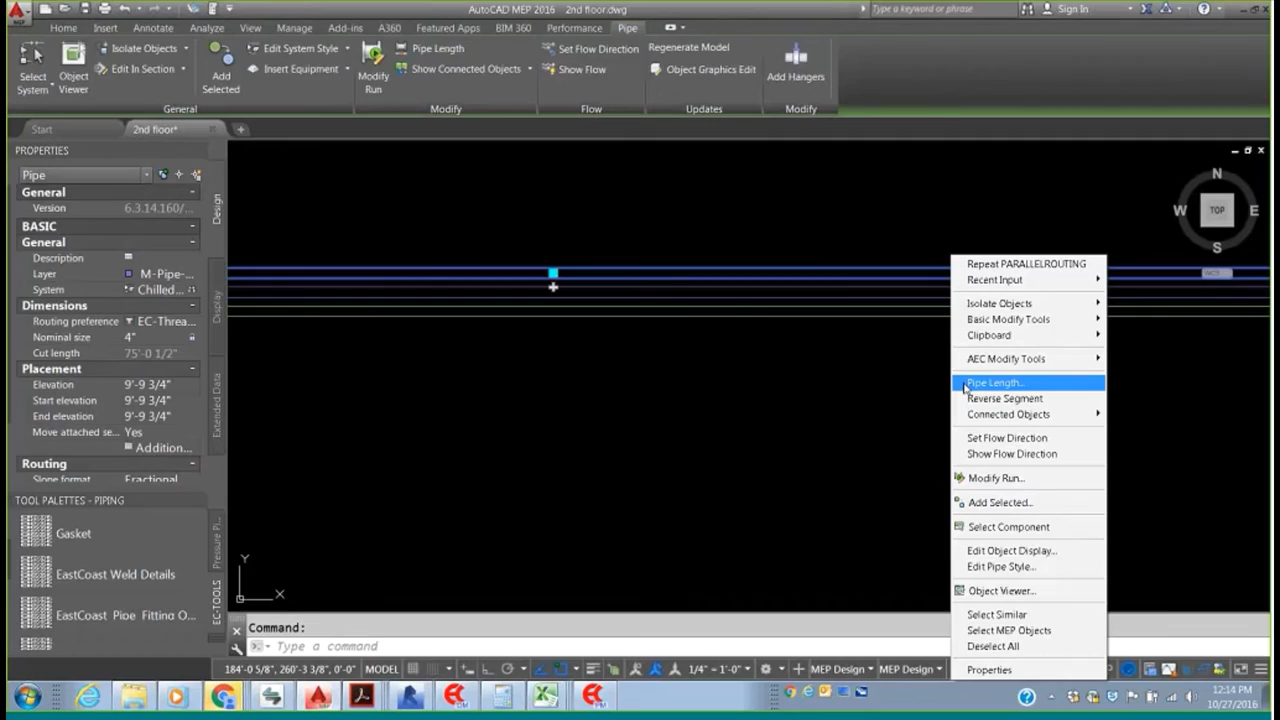 AutoCAD MEP 2016 2nd floor.dwg
Type a keyword or phrase
Sign In
Home Insert Annotate Analyze View Manage Add-ins A360 Featured Apps BIM 360 Performance Pipe
Select System
Object Viewer
Isolate Objects
Edit In Section
Add Selected
Edit System Style
Insert Equipment
Modify Run
Pipe Length
Show Connected Objects
Set Flow Direction
Show Flow
Regenerate Model
Object Graphics Edit
Add Hangers
General Modify Flow Updates Modify
Start 2nd floor*
PROPERTIES
Pipe
General
Version 6.3.14.160/...
BASIC
General
Description
Layer M-Pipe-...
System Chilled...
Dimensions
Routing preference EC-Threa...
Nominal size 4"
Cut length 75'-0 1/2"
Placement
Elevation 9'-9 3/4"
Start elevation 9'-9 3/4"
End elevation 9'-9 3/4"
Move attached se... Yes
Addition...
Routing
Slope format Fractional
Design
Display
Extended Data
TOOL PALETTES - PIPING
Gasket
EastCoast Weld Details
EastCoast Pipe Fitting O...
Pressure Pi...
EC-TOOLS
N
W TOP E
S
WCS
Y
X
Repeat PARALLELROUTING
Recent Input
Isolate Objects
Basic Modify Tools
Clipboard
AEC Modify Tools
Pipe Length...
Reverse Segment
Connected Objects
Set Flow Direction
Show Flow Direction
Modify Run...
Add Selected...
Select Component
Edit Object Display...
Edit Pipe Style...
Object Viewer...
Select Similar
Select MEP Objects
Deselect All
Properties
Command:
Type a command
184'-0 5/8", 260'-3 3/8", 0'-0" MODEL 1/4" = 1'-0" MEP Design MEP Design
12:14 PM
10/27/2016